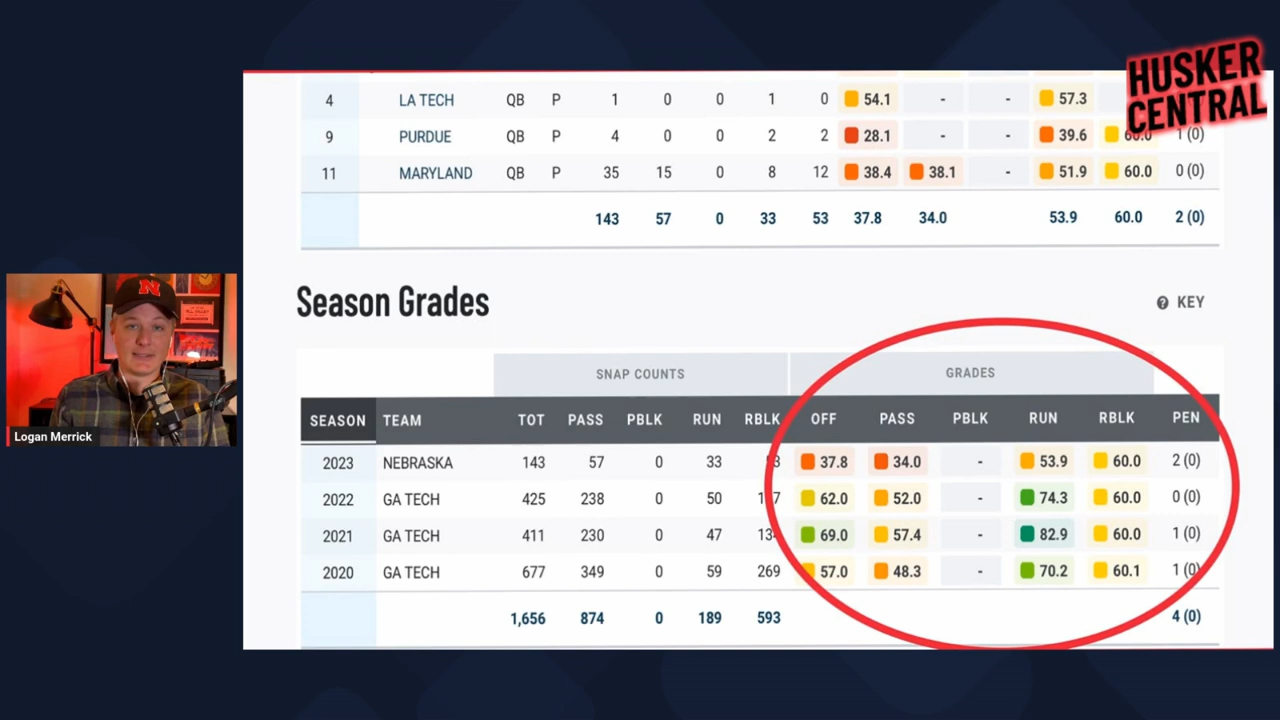 HUSKER
CENTRAL
4 LA TECH QB P 1 0 0 1 0 54.1 - - 57.3
9 PURDUE QB P 4 0 0 2 2 28.1 - - 39.6 60.0 1 (0)
11 MARYLAND QB P 35 15 0 8 12 38.4 38.1 - 51.9 60.0 0 (0)
143 57 0 33 53 37.8 34.0 53.9 60.0 2 (0)
Season Grades
? KEY
SNAP COUNTS GRADES
SEASON TEAM TOT PASS PBLK RUN RBLK OFF PASS PBLK RUN RBLK PEN
2023 NEBRASKA 143 57 0 33 53 37.8 34.0 - 53.9 60.0 2 (0)
2022 GA TECH 425 238 0 50 137 62.0 52.0 - 74.3 60.0 0 (0)
2021 GA TECH 411 230 0 47 134 69.0 57.4 - 82.9 60.0 1 (0)
2020 GA TECH 677 349 0 59 269 57.0 48.3 - 70.2 60.1 1 (0)
1,656 874 0 189 593 4 (0)
N
Logan Merrick